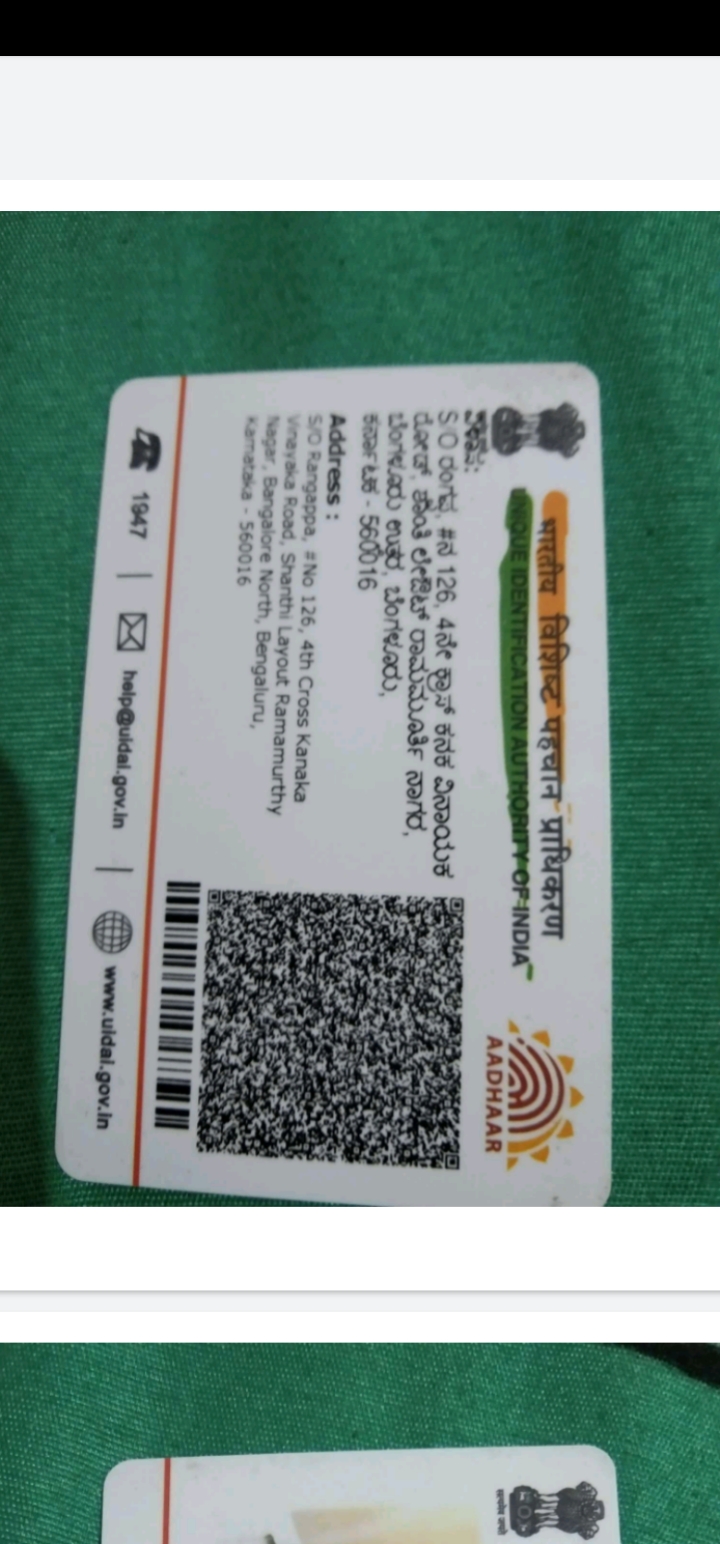 भारतीय विशिष्ट पहचान प्राधिकरण
UNIQUE IDENTIFICATION AUTHORITY OF INDIA
AADHAAR
ವಿಳಾಸ:
S/O ರಂಗಪ್ಪ, #ನ 126, 4ನೇ ಕ್ರಾಸ್ ಕನಕ ವಿನಾಯಕ
ರೋಡ್, ಶಾಂತಿ ಲೇಔಟ್ ರಾಮಮೂರ್ತಿ ನಾಗರ,
ಬೆಂಗಳೂರು ಉತ್ತರ, ಬೆಂಗಳೂರು,
ಕರ್ನಾಟಕ - 560016
Address :
S/O Rangappa, #No 126, 4th Cross Kanaka
Vinayaka Road, Shanthi Layout Ramamurthy
Nagar, Bangalore North, Bengaluru,
Karnataka - 560016
1947
help@uidai.gov.in
www.uidai.gov.in